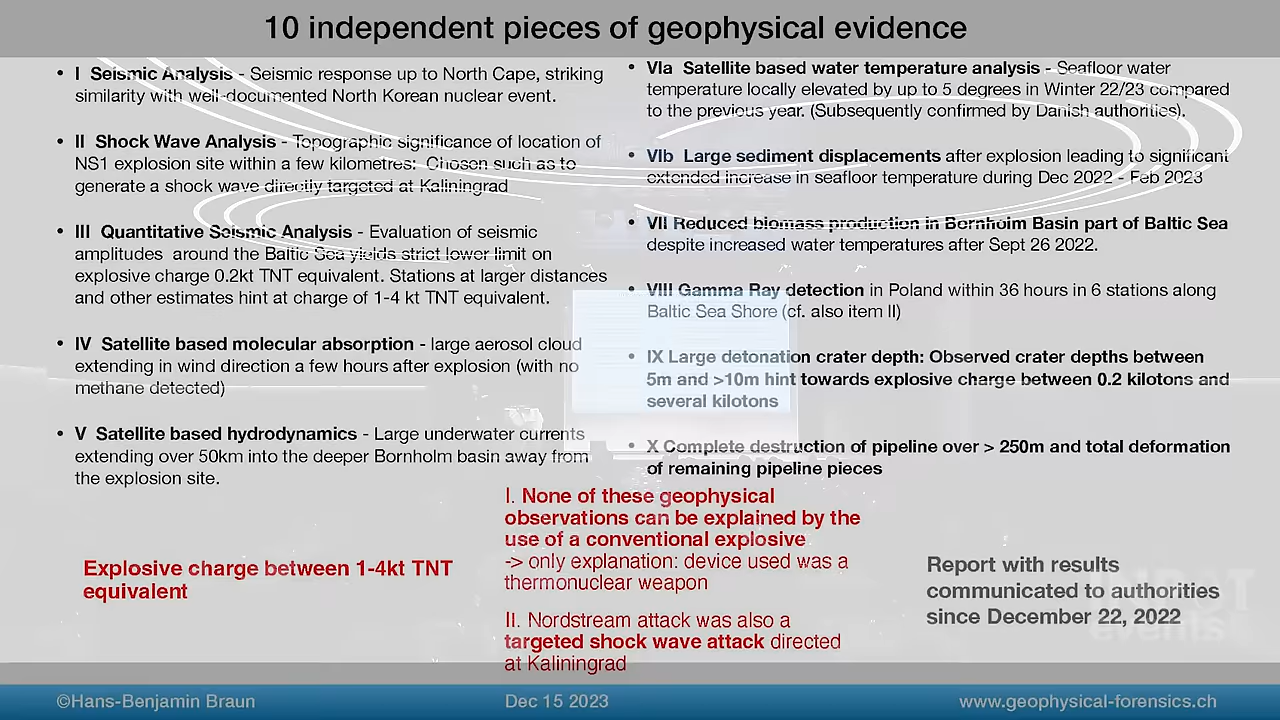 10 independent pieces of geophysical evidence
• I Seismic Analysis - Seismic response up to North Cape, striking
similarity with well-documented North Korean nuclear event.
• II Shock Wave Analysis - Topographic significance of location of
NS1 explosion site within a few kilometres: Chosen such as to
generate a shock wave directly targeted at Kaliningrad
• III Quantitative Seismic Analysis - Evaluation of seismic
amplitudes around the Baltic Sea yields strict lower limit on
explosive charge 0.2kt TNT equivalent. Stations at larger distances
and other estimates hint at charge of 1-4 kt TNT equivalent.
• IV Satellite based molecular absorption - large aerosol cloud
extending in wind direction a few hours after explosion (with no
methane detected)
• V Satellite based hydrodynamics - Large underwater currents
extending over 50km into the deeper Bornholm basin away from
the explosion site.
• VIa Satellite based water temperature analysis - Seafloor water
temperature locally elevated by up to 5 degrees in Winter 22/23 compared
to the previous year. (Subsequently confirmed by Danish authorities).
• VIb Large sediment displacements after explosion leading to significant
extended increase in seafloor temperature during Dec 2022 - Feb 2023
• VII Reduced biomass production in Bornholm Basin part of Baltic Sea
despite increased water temperatures after Sept 26 2022.
• VIII Gamma Ray detection in Poland within 36 hours in 6 stations along
Baltic Sea Shore (cf. also item II)
• IX Large detonation crater depth: Observed crater depths between
5m and >10m hint towards explosive charge between 0.2 kilotons and
several kilotons
• X Complete destruction of pipeline over > 250m and total deformation
of remaining pipeline pieces
Explosive charge between 1-4kt TNT
equivalent
I. None of these geophysical
observations can be explained by the
use of a conventional explosive
-> only explanation: device used was a
thermonuclear weapon
II. Nordstream attack was also a
targeted shock wave attack directed
at Kaliningrad
Report with results
communicated to authorities
since December 22, 2022
events
©Hans-Benjamin Braun
Dec 15 2023
www.geophysical-forensics.ch